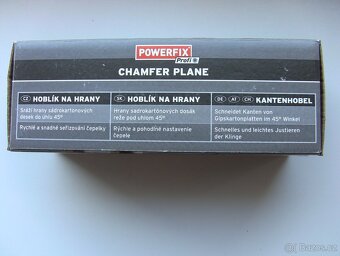 POWERFIX
Profi
CHAMFER PLANE
CZ HOBLÍK NA HRANY
Sráží hrany sádrokartonových
desek do úhlu 45°
Rychlé a snadné seřizování čepelky
SK HOBLÍK NA HRANY
Hrany sadrokartónových dosák
reže pod uhlom 45°
Rýchle a pohodlné nastavenie
čepele
DE AT CH KANTENHOBEL
Schneidet Kanten von
Gipskartonplatten im 45° Winkel
Schnelles und leichtes Justieren
der Klinge
Bazoš.cz